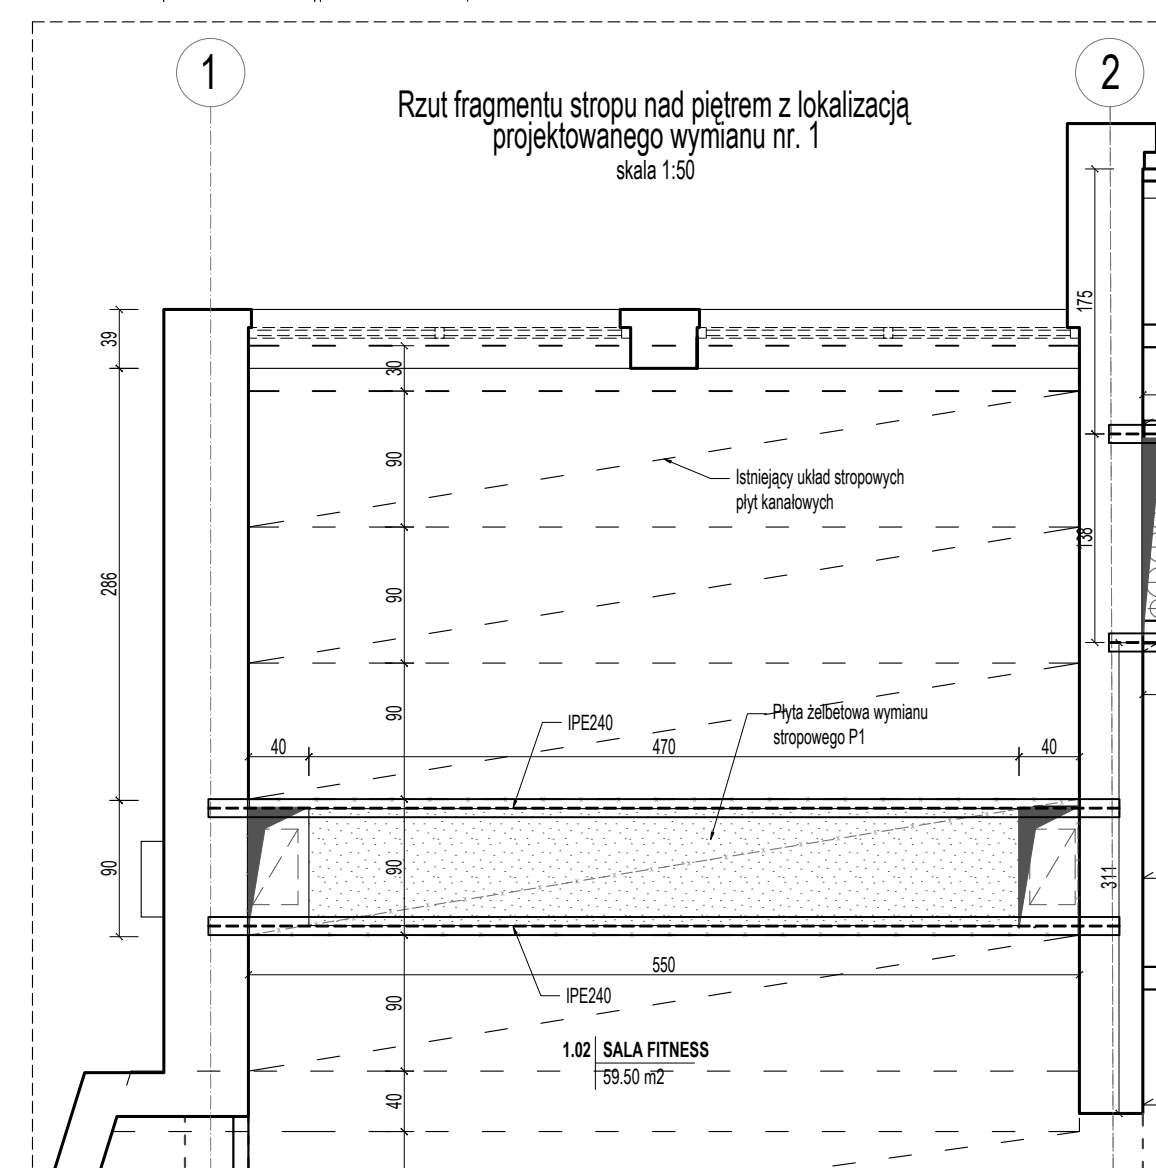 1
2
Rzut fragmentu stropu nad piętrem z lokalizacją
projektowanego wymianu nr. 1
skala 1:50
175
39
30
90
Istniejący układ stropowych
płyt kanałowych
138
286
90
90
Płyta żelbetowa wymianu
stropowego P1
IPE240
40
470
40
90
90
311
550
IPE240
90
1.02 SALA FITNESS
59.50 m2
40